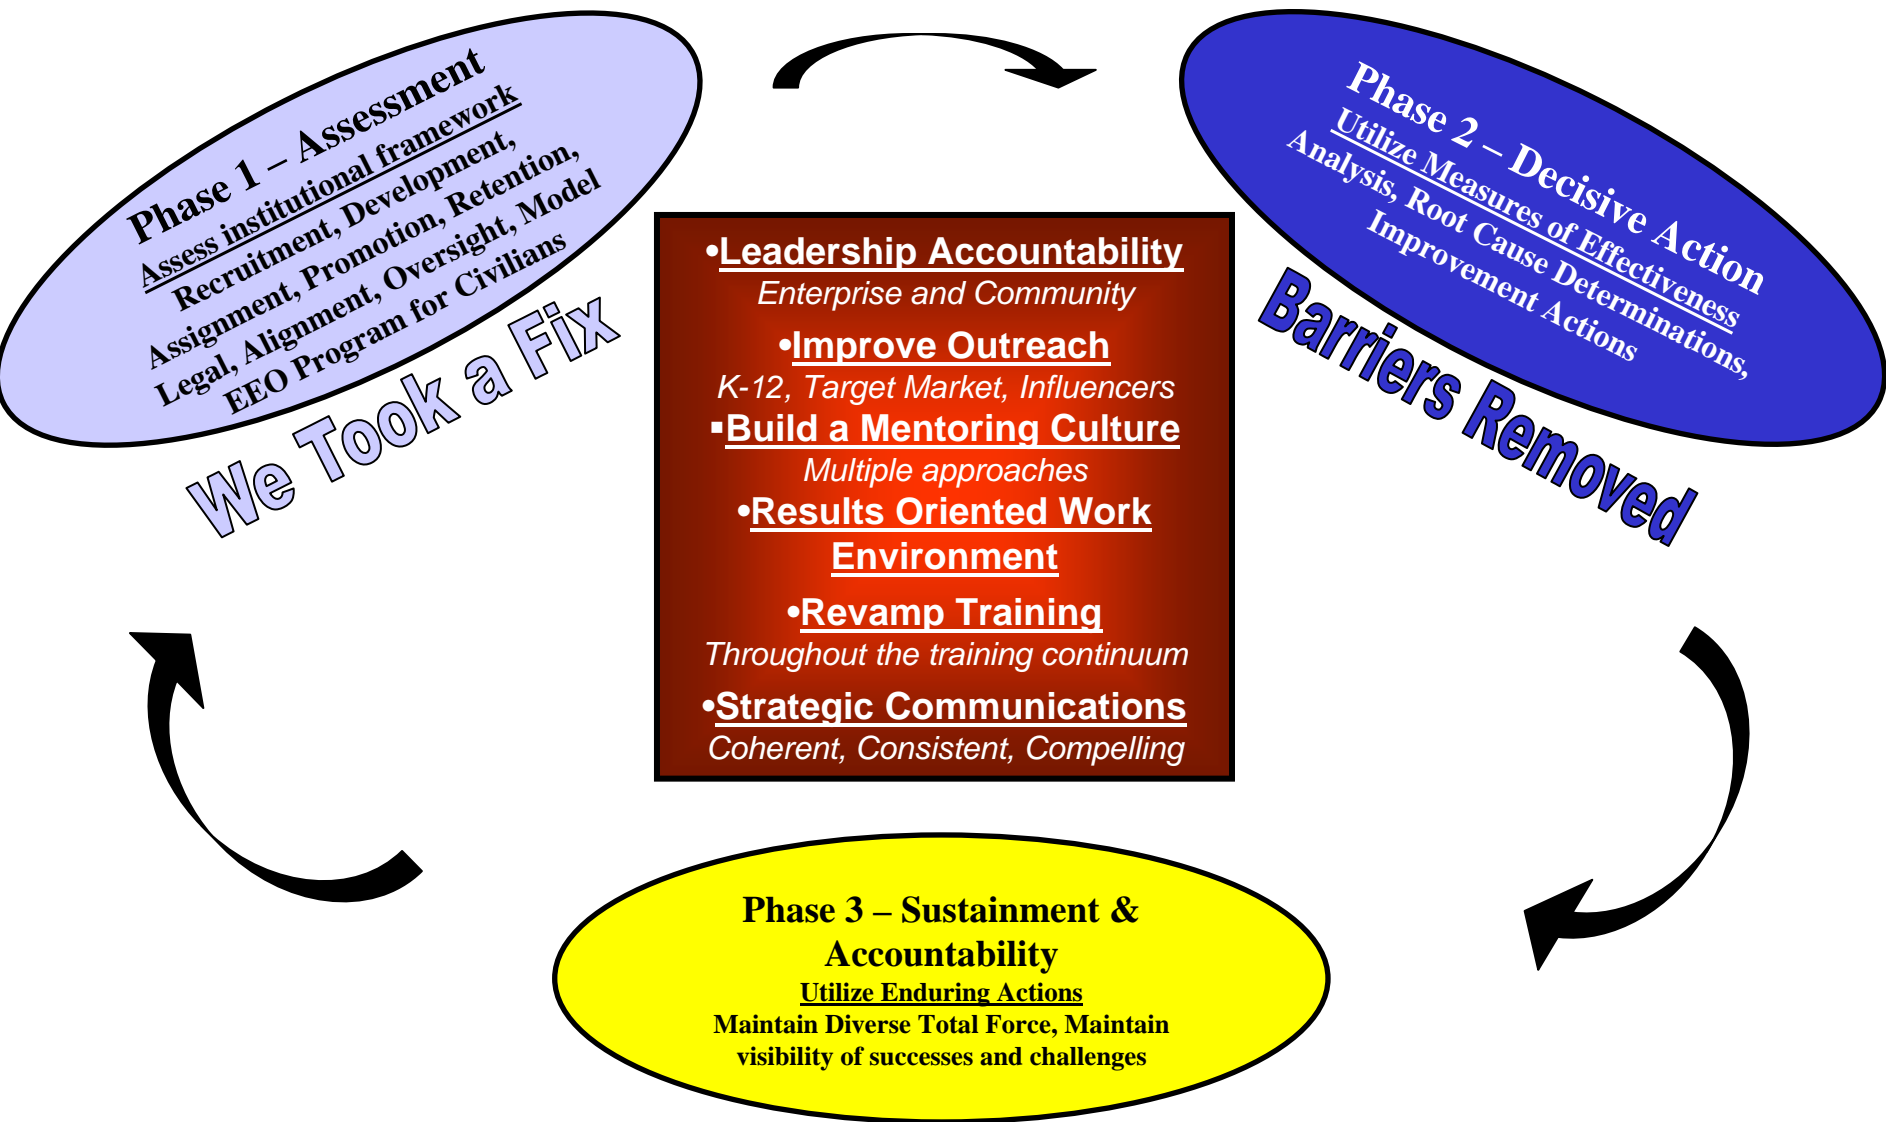 Phase 1 – Assessment
Assess institutional framework
Recruitment, Development,
Assignment, Promotion, Retention,
Legal, Alignment, Oversight, Model
EEO Program for Civilians
We Took a Fix
Phase 2 – Decisive Action
Utilize Measures of Effectiveness
Analysis, Root Cause Determinations,
Improvement Actions
Barriers Removed
•Leadership Accountability
Enterprise and Community
•Improve Outreach
K-12, Target Market, Influencers
▪Build a Mentoring Culture
Multiple approaches
•Results Oriented Work
Environment
•Revamp Training
Throughout the training continuum
•Strategic Communications
Coherent, Consistent, Compelling
Phase 3 – Sustainment &
Accountability
Utilize Enduring Actions
Maintain Diverse Total Force, Maintain
visibility of successes and challenges